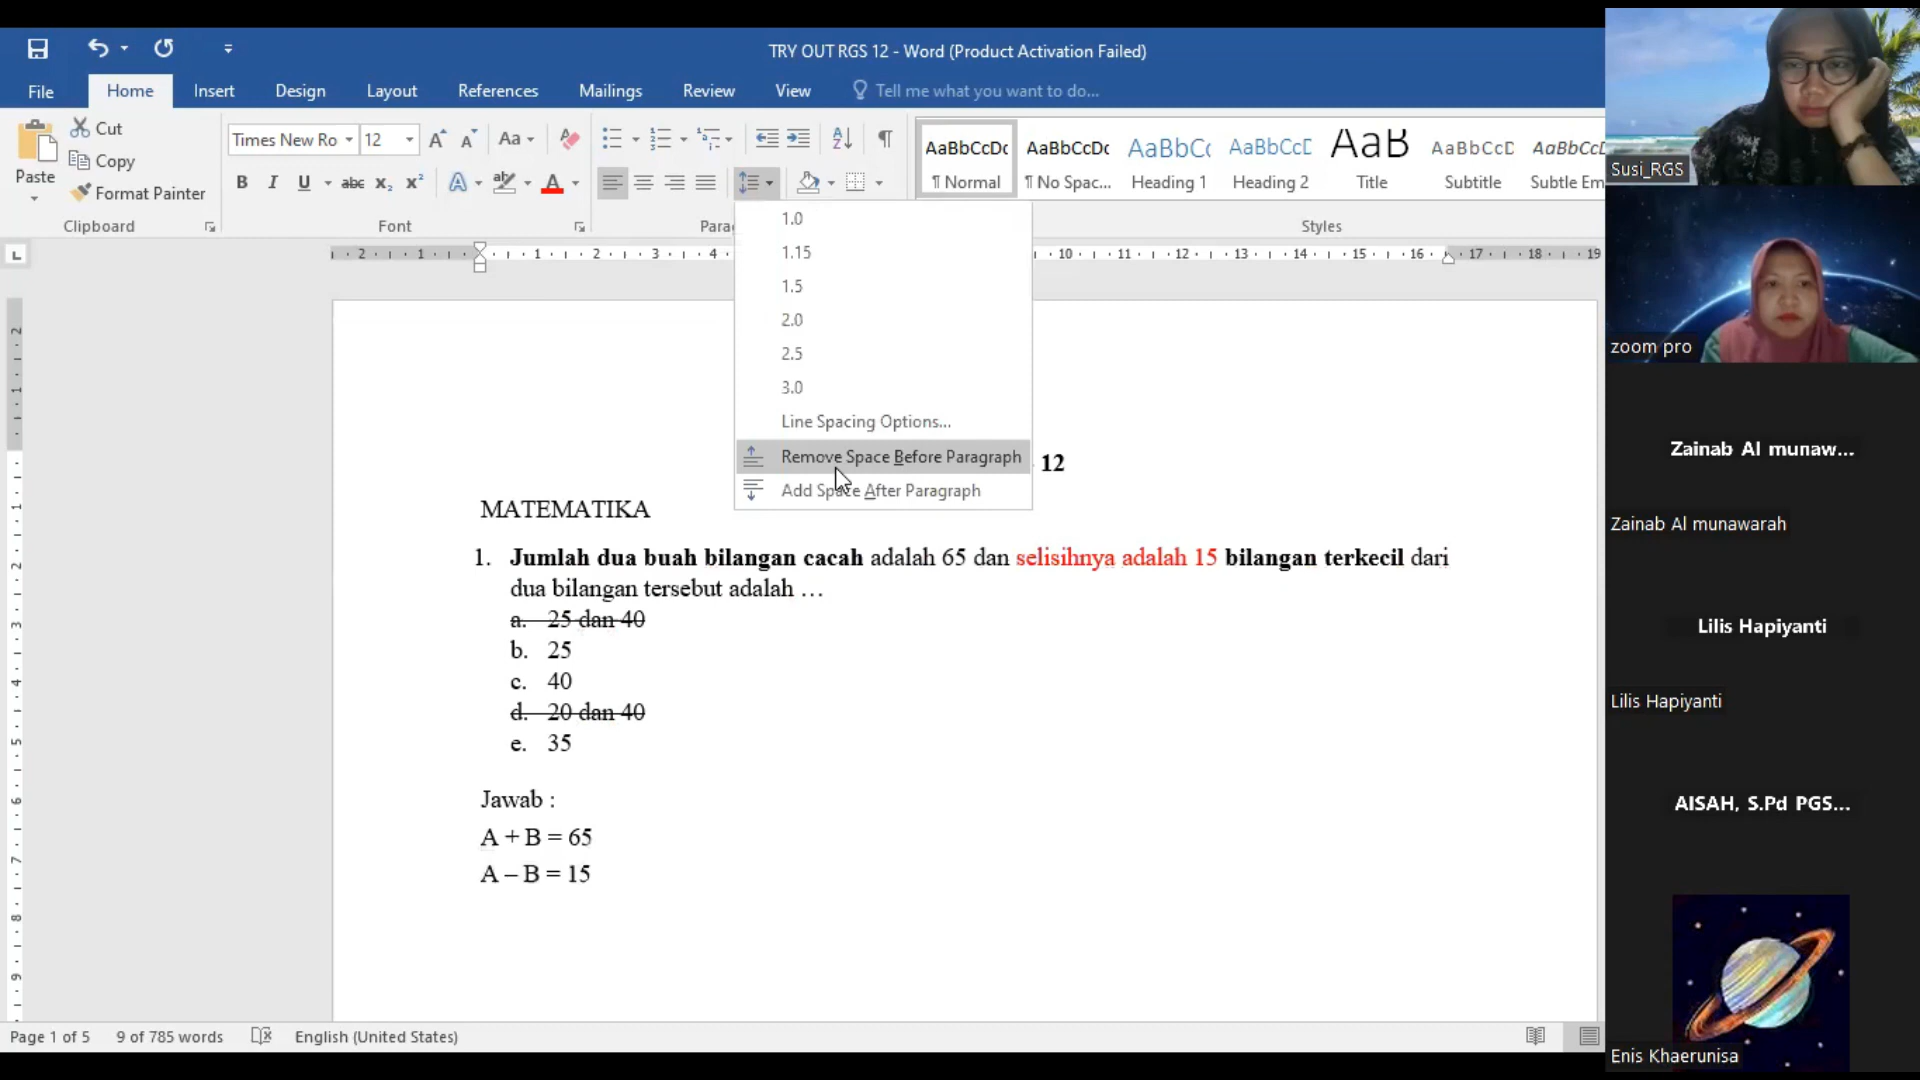 TRY OUT RGS 12 - Word (Product Activation Failed)
File Home Insert Design Layout References Mailings Review View Tell me what you want to do...
Paste
Cut
Copy
Format Painter
Clipboard
Times New Ro 12
Aa
B I U abc
Font
AaBbCcDc ¶ Normal
AaBbCcDc ¶ No Spac...
AaBbCc Heading 1
AaBbCcD Heading 2
AaB Title
AaBbCcD Subtitle
AaBbCcD Subtle Em
Styles
1.0
1.15
1.5
2.0
2.5
3.0
Line Spacing Options...
Remove Space Before Paragraph
Add Space After Paragraph
12
MATEMATIKA
1. Jumlah dua buah bilangan cacah adalah 65 dan selisihnya adalah 15 bilangan terkecil dari
dua bilangan tersebut adalah …
a. 25 dan 40
b. 25
c. 40
d. 20 dan 40
e. 35
Jawab :
A + B = 65
A – B = 15
Page 1 of 5 9 of 785 words English (United States)
Susi_RGS
zoom pro
Zainab Al munaw...
Zainab Al munawarah
Lilis Hapiyanti
Lilis Hapiyanti
AISAH, S.Pd PGS...
Enis Khaerunisa